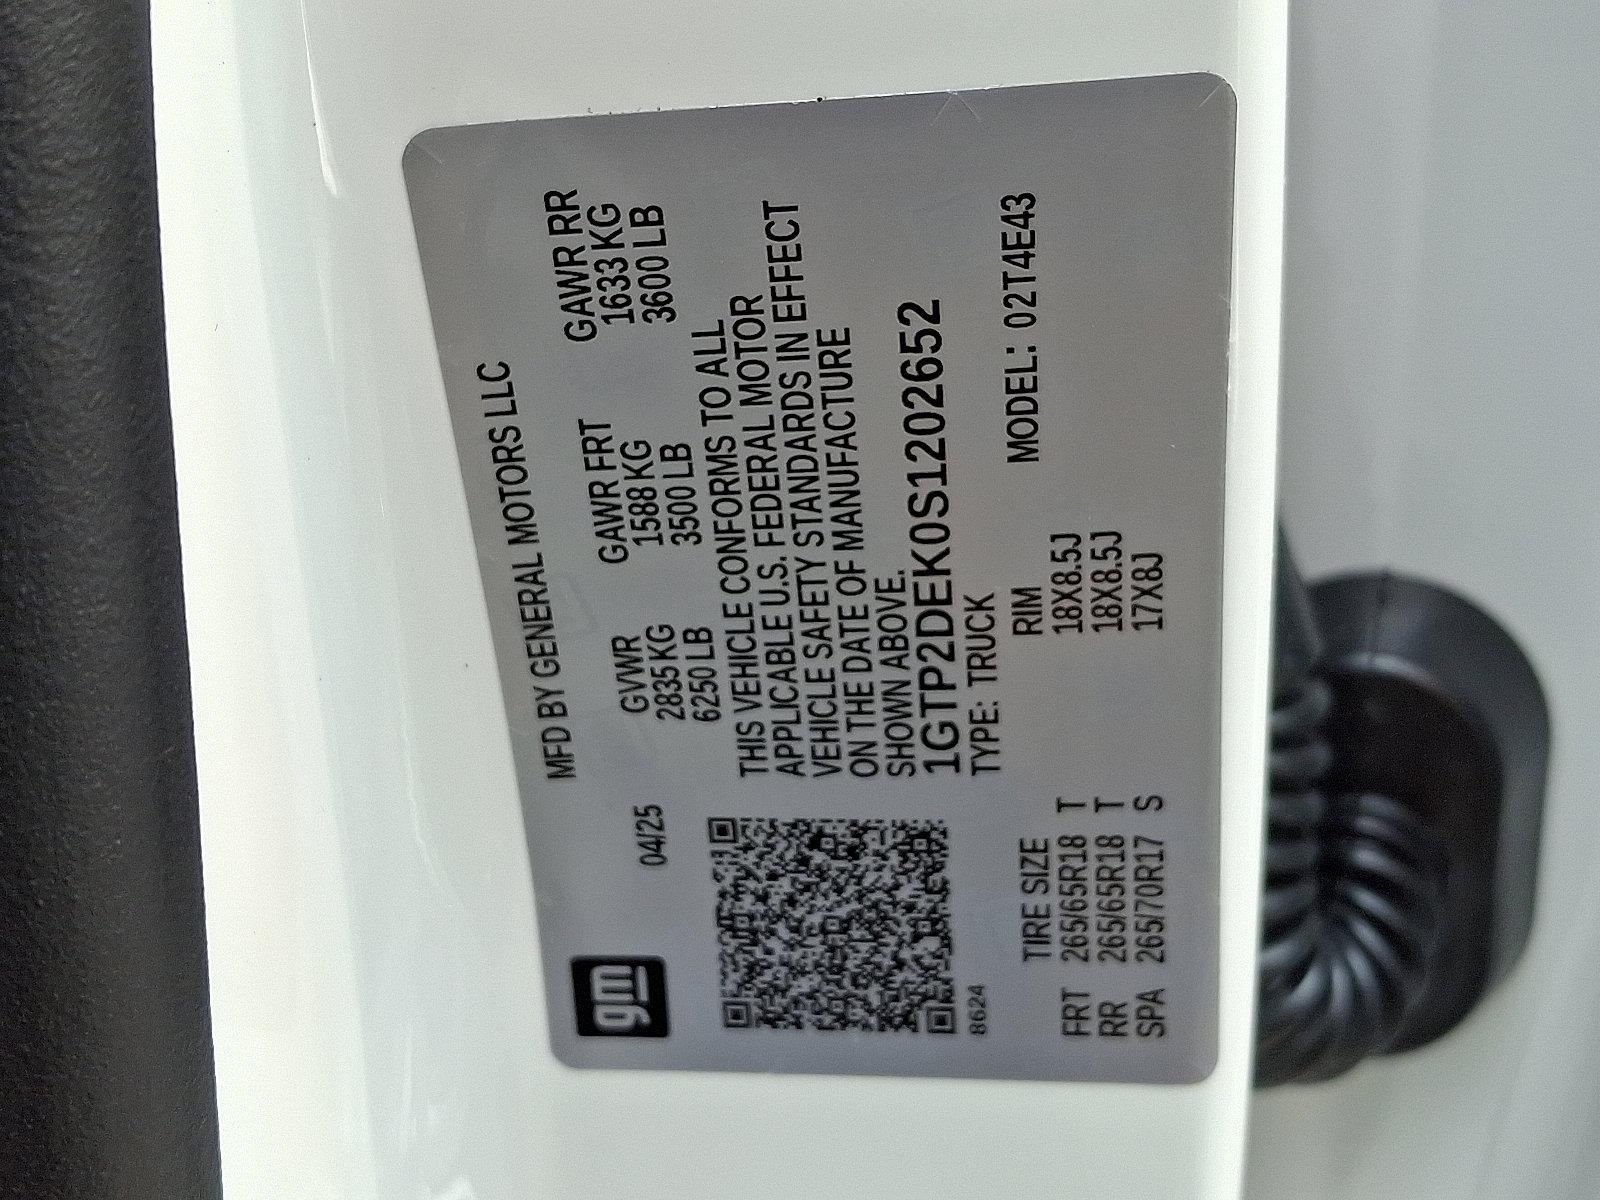 gm
MFD BY GENERAL MOTORS LLC
04/25
GVWR GAWR FRT GAWR RR
2835 KG 1588 KG 1633 KG
6250 LB 3500 LB 3600 LB
THIS VEHICLE CONFORMS TO ALL
APPLICABLE U.S. FEDERAL MOTOR
VEHICLE SAFETY STANDARDS IN EFFECT
ON THE DATE OF MANUFACTURE
SHOWN ABOVE.
1GTP2DEK0S1202652
8624 TYPE: TRUCK
TIRE SIZE RIM MODEL: 02T4E43
FRT 265/65R18 T 18X8.5J
RR 265/65R18 T 18X8.5J
SPA 265/70R17 S 17X8J